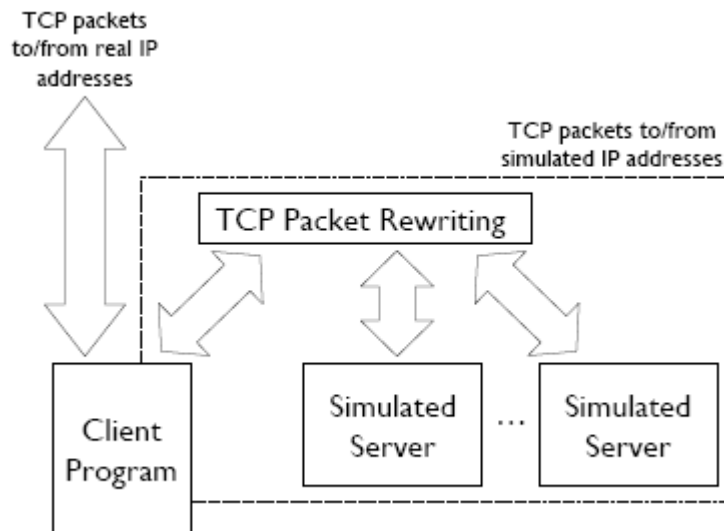 TCP packets
to/from real IP
addresses
TCP packets to/from
simulated IP addresses
TCP Packet Rewriting
Client
Program
Simulated
Server
...
Simulated
Server